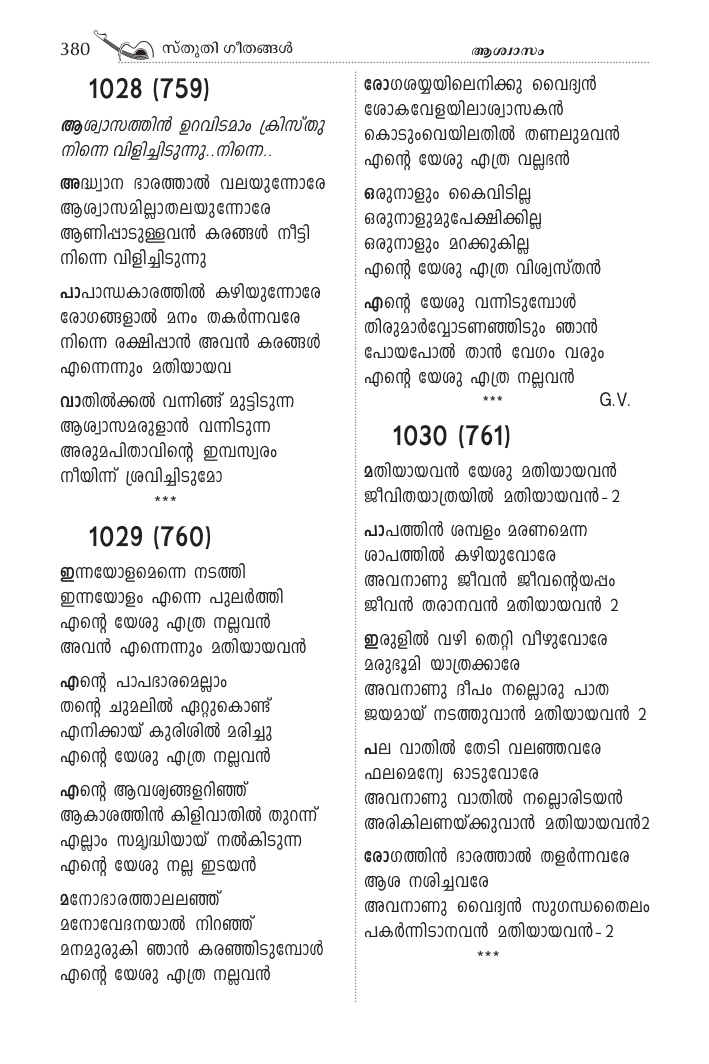 380 സ്തുതി ഗീതങ്ങൾ ആശ്വാസം
1028 (759)
ആശ്വാസത്തിൻ ഉറവിടമാം ക്രിസ്തു
നിന്നെ വിളിച്ചിടുന്നു..നിന്നെ..
അദ്ധ്വാന ഭാരത്താൽ വലയുന്നോരേ
ആശ്വാസമില്ലാതലയുന്നോരേ
ആണിപ്പാടുള്ളവൻ കരങ്ങൾ നീട്ടി
നിന്നെ വിളിച്ചിടുന്നു
പാപാന്ധകാരത്തിൽ കഴിയുന്നോരേ
രോഗങ്ങളാൽ മനം തകർന്നവരേ
നിന്നെ രക്ഷിപ്പാൻ അവൻ കരങ്ങൾ
എന്നെന്നും മതിയായവ
വാതിൽക്കൽ വന്നിങ്ങ് മുട്ടിടുന്ന
ആശ്വാസമരുളാൻ വന്നിടുന്ന
അരുമപിതാവിന്റെ ഇമ്പസ്വരം
നീയിന്ന് ശ്രവിച്ചിടുമോ
***
1029 (760)
ഇന്നയോളമെന്നെ നടത്തി
ഇന്നയോളം എന്നെ പുലർത്തി
എന്റെ യേശു എത്ര നല്ലവൻ
അവൻ എന്നെന്നും മതിയായവൻ
എന്റെ പാപഭാരമെല്ലാം
തന്റെ ചുമലിൽ ഏറ്റുകൊണ്ട്
എനിക്കായ് കുരിശിൽ മരിച്ചു
എന്റെ യേശു എത്ര നല്ലവൻ
എന്റെ ആവശ്യങ്ങളറിഞ്ഞ്
ആകാശത്തിൻ കിളിവാതിൽ തുറന്ന്
എല്ലാം സമൃദ്ധിയായ് നൽകിടുന്ന
എന്റെ യേശു നല്ല ഇടയൻ
മനോഭാരത്താലലഞ്ഞ്
മനോവേദനയാൽ നിറഞ്ഞ്
മനമുരുകി ഞാൻ കരഞ്ഞിടുമ്പോൾ
എന്റെ യേശു എത്ര നല്ലവൻ
രോഗശയ്യയിലെനിക്കു വൈദ്യൻ
ശോകവേളയിലാശ്വാസകൻ
കൊടുംവെയിലതിൽ തണലുമവൻ
എന്റെ യേശു എത്ര വല്ലഭൻ
ഒരുനാളും കൈവിടില്ല
ഒരുനാളുമുപേക്ഷിക്കില്ല
ഒരുനാളും മറക്കുകില്ല
എന്റെ യേശു എത്ര വിശ്വസ്തൻ
എന്റെ യേശു വന്നിടുമ്പോൾ
തിരുമാർവ്വോടണഞ്ഞിടും ഞാൻ
പോയപോൽ താൻ വേഗം വരും
എന്റെ യേശു എത്ര നല്ലവൻ
*** G.V.
1030 (761)
മതിയായവൻ യേശു മതിയായവൻ
ജീവിതയാത്രയിൽ മതിയായവൻ-2
പാപത്തിൻ ശമ്പളം മരണമെന്ന
ശാപത്തിൽ കഴിയുവോരേ
അവനാണു ജീവൻ ജീവന്റെയപ്പം
ജീവൻ തരാനവൻ മതിയായവൻ 2
ഇരുളിൽ വഴി തെറ്റി വീഴുവോരേ
മരുഭൂമി യാത്രക്കാരേ
അവനാണു ദീപം നല്ലൊരു പാത
ജയമായ് നടത്തുവാൻ മതിയായവൻ 2
പല വാതിൽ തേടി വലഞ്ഞവരേ
ഫലമെന്യേ ഓടുവോരേ
അവനാണു വാതിൽ നല്ലൊരിടയൻ
അരികിലണയ്ക്കുവാൻ മതിയായവൻ2
രോഗത്തിൻ ഭാരത്താൽ തളർന്നവരേ
ആശ നശിച്ചവരേ
അവനാണു വൈദ്യൻ സുഗന്ധതൈലം
പകർന്നിടാനവൻ മതിയായവൻ-2
***